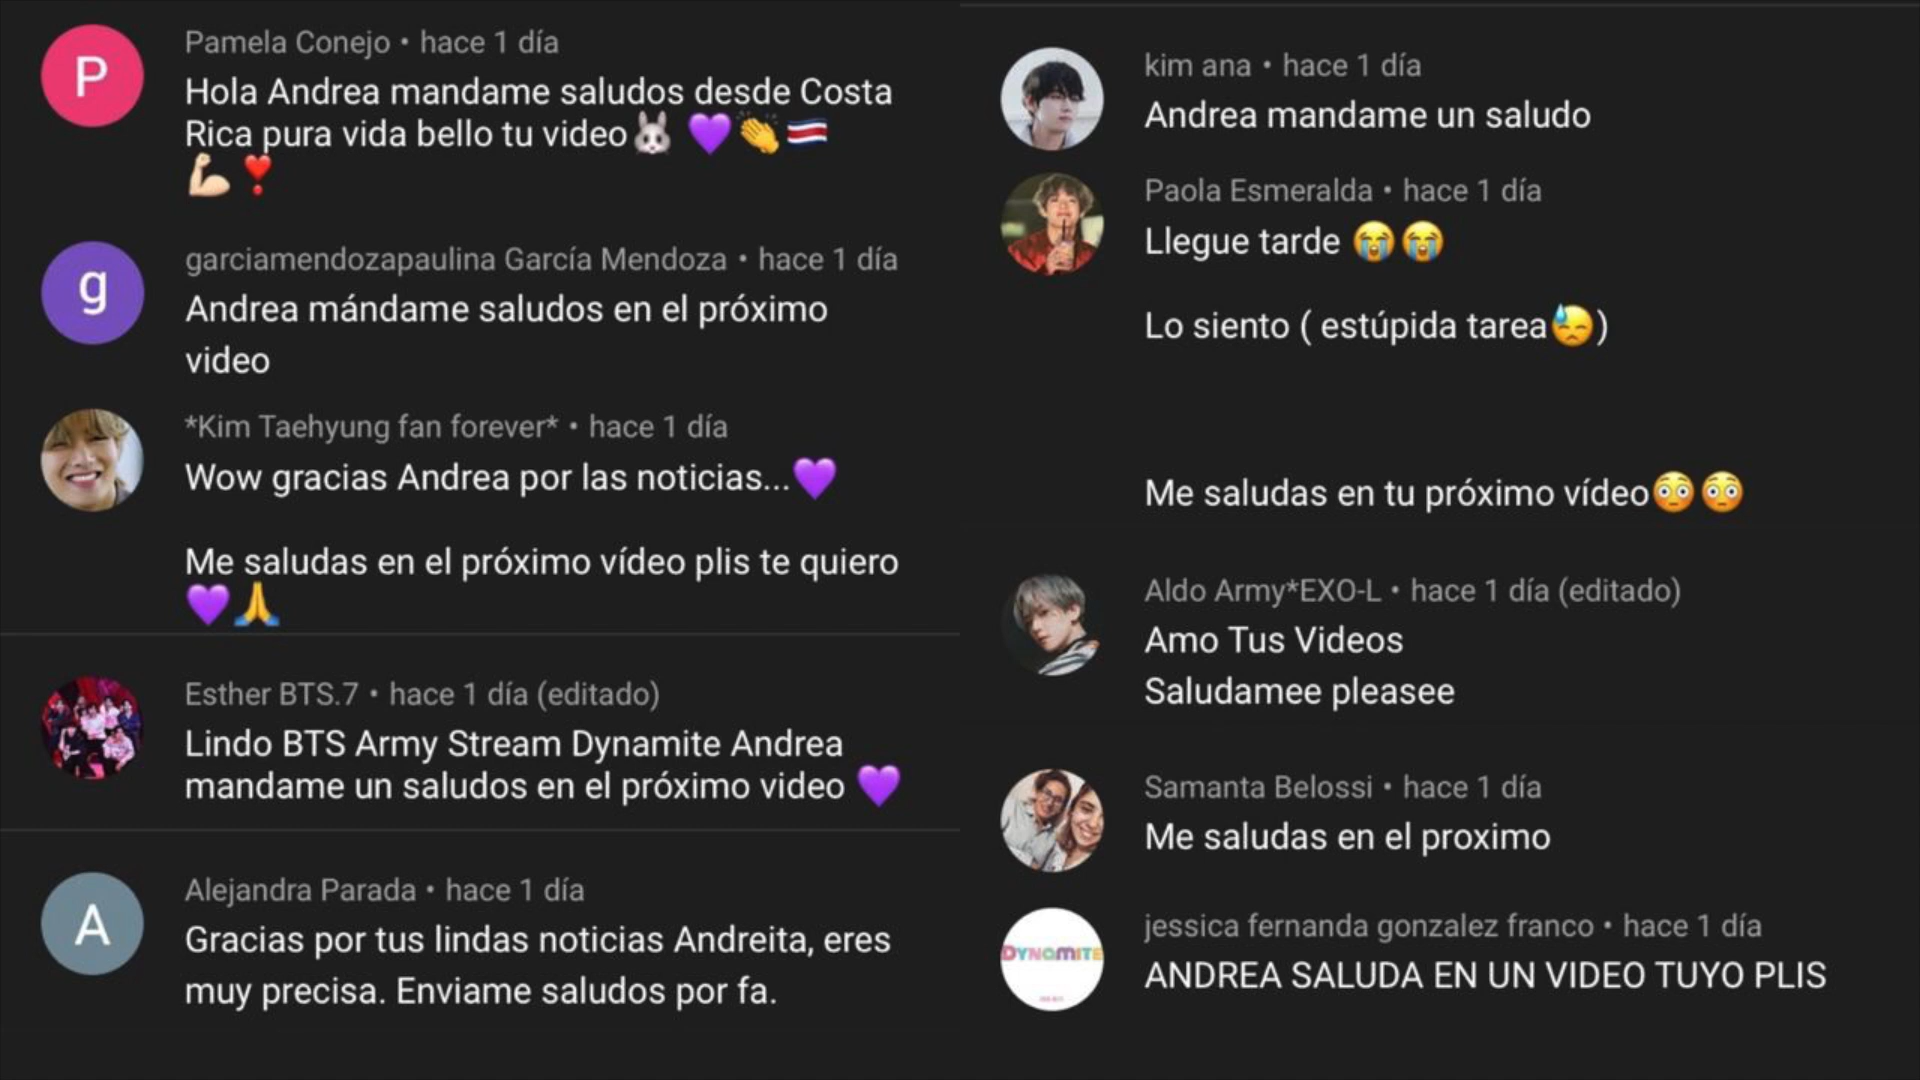 P
Pamela Conejo • hace 1 día
Hola Andrea mandame saludos desde Costa
Rica pura vida bello tu video🐰 💜👏🇨🇷
💪🏻❣️
g
garciamendozapaulina García Mendoza • hace 1 día
Andrea mándame saludos en el próximo
video
*Kim Taehyung fan forever* • hace 1 día
Wow gracias Andrea por las noticias...💜
Me saludas en el próximo vídeo plis te quiero
💜🙏
Esther BTS.7 • hace 1 día (editado)
Lindo BTS Army Stream Dynamite Andrea
mandame un saludos en el próximo video 💜
A
Alejandra Parada • hace 1 día
Gracias por tus lindas noticias Andreita, eres
muy precisa. Enviame saludos por fa.
kim ana • hace 1 día
Andrea mandame un saludo
Paola Esmeralda • hace 1 día
Llegue tarde 😭😭
Lo siento ( estúpida tarea😓)
Me saludas en tu próximo vídeo😳😳
Aldo Army*EXO-L • hace 1 día (editado)
Amo Tus Videos
Saludamee pleasee
Samanta Belossi • hace 1 día
Me saludas en el proximo
jessica fernanda gonzalez franco • hace 1 día
DYNAMITE
ANDREA SALUDA EN UN VIDEO TUYO PLIS